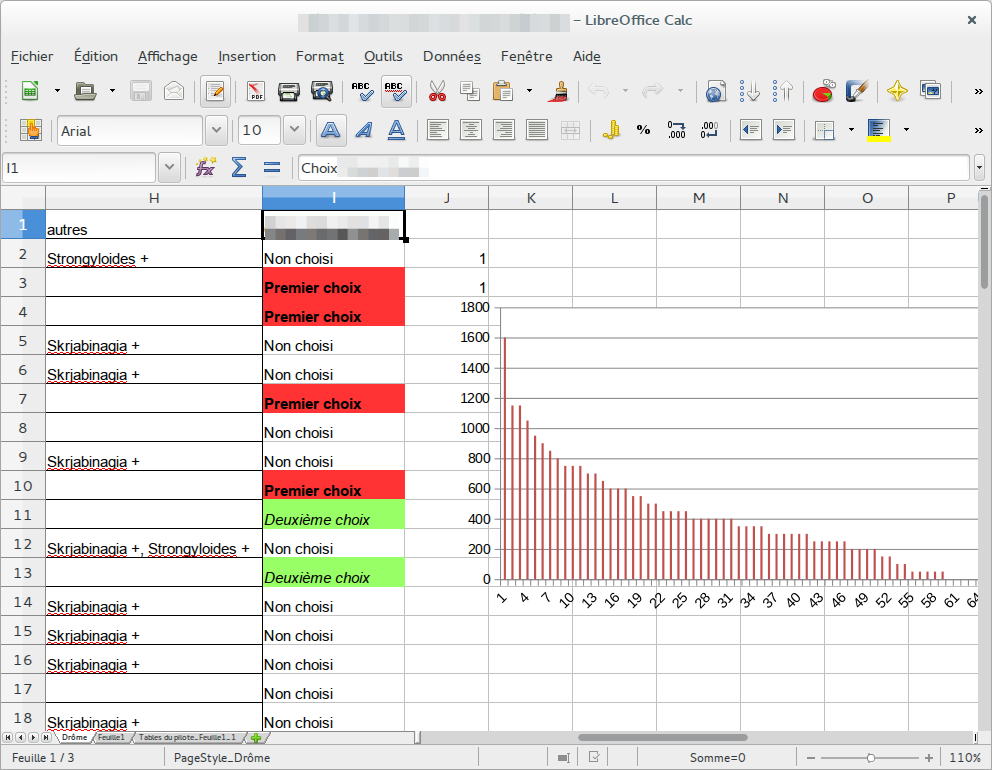 – LibreOffice Calc ×
Fichier Édition Affichage Insertion Format Outils Données Fenêtre Aide
PDF ABC ABC »
Arial 10 A A A % .000 .000 »
I1 fx Σ = Choix
H I J K L M N O P
1 autres
2 Strongyloides + Non choisi 1
3 Premier choix 1
4 Premier choix
5 Skrjabinagia + Non choisi
6 Skrjabinagia + Non choisi
7 Premier choix
8 Non choisi
9 Skrjabinagia + Non choisi
10 Premier choix
11 Deuxième choix
12 Skrjabinagia +, Strongyloides + Non choisi
13 Deuxième choix
14 Skrjabinagia + Non choisi
15 Skrjabinagia + Non choisi
16 Skrjabinagia + Non choisi
17 Non choisi
18 Skrjabinagia + Non choisi
1800
1600
1400
1200
1000
800
600
400
200
0
1 4 7 10 13 16 19 22 25 28 31 34 37 40 43 46 49 52 55 58 61 64
Drôme Feuille1 Tables du pilote_Feuille1_1
Feuille 1 / 3 PageStyle_Drôme Somme=0 110%